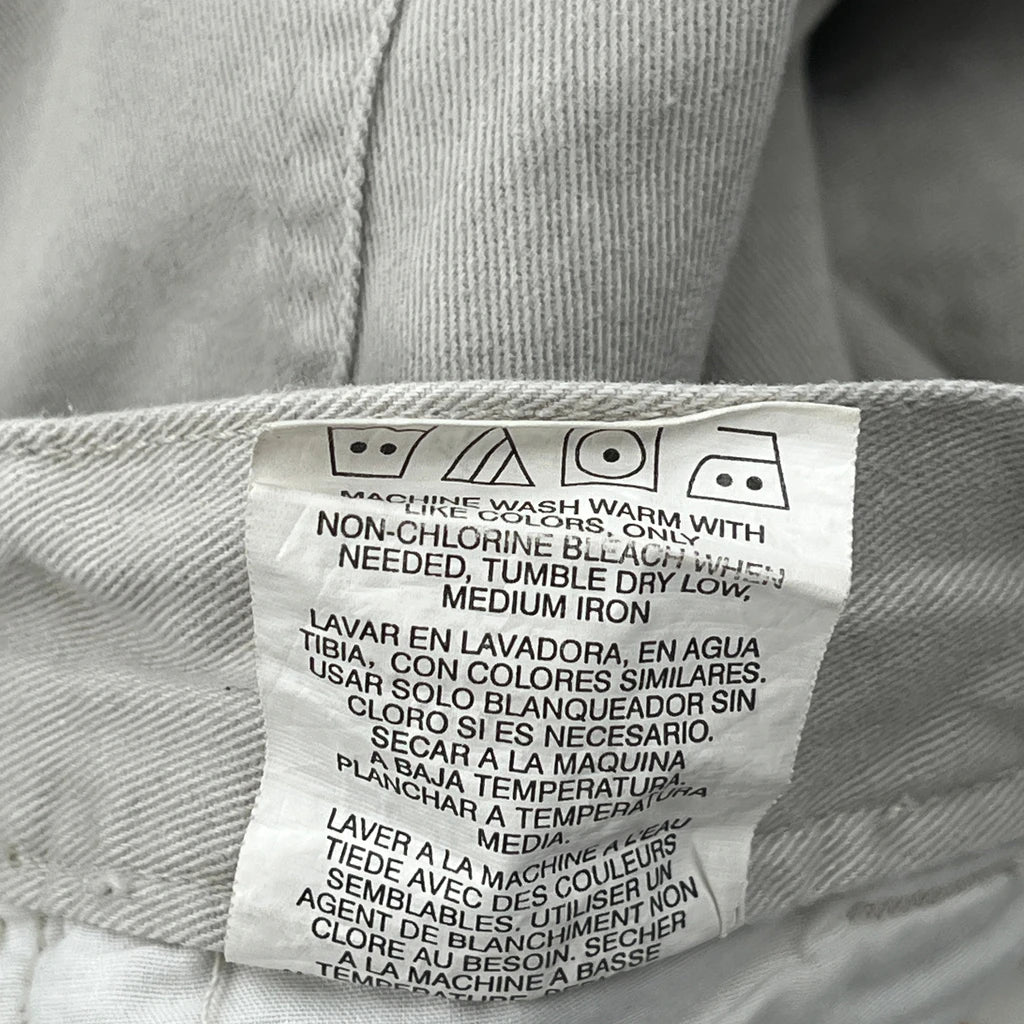 MACHINE WASH WARM WITH
LIKE COLORS, ONLY
NON-CHLORINE BLEACH WHEN
NEEDED, TUMBLE DRY LOW,
MEDIUM IRON
LAVAR EN LAVADORA, EN AGUA
TIBIA, CON COLORES SIMILARES.
USAR SOLO BLANQUEADOR SIN
CLORO SI ES NECESARIO.
SECAR A LA MAQUINA
A BAJA TEMPERATURA.
PLANCHAR A TEMPERATURA
MEDIA.
LAVER A LA MACHINE A L'EAU
TIEDE AVEC DES COULEURS
SEMBLABLES. UTILISER UN
AGENT DE BLANCHIMENT NON
CLORE AU BESOIN. SECHER
A LA MACHINE A BASSE
TEMPERATURE.